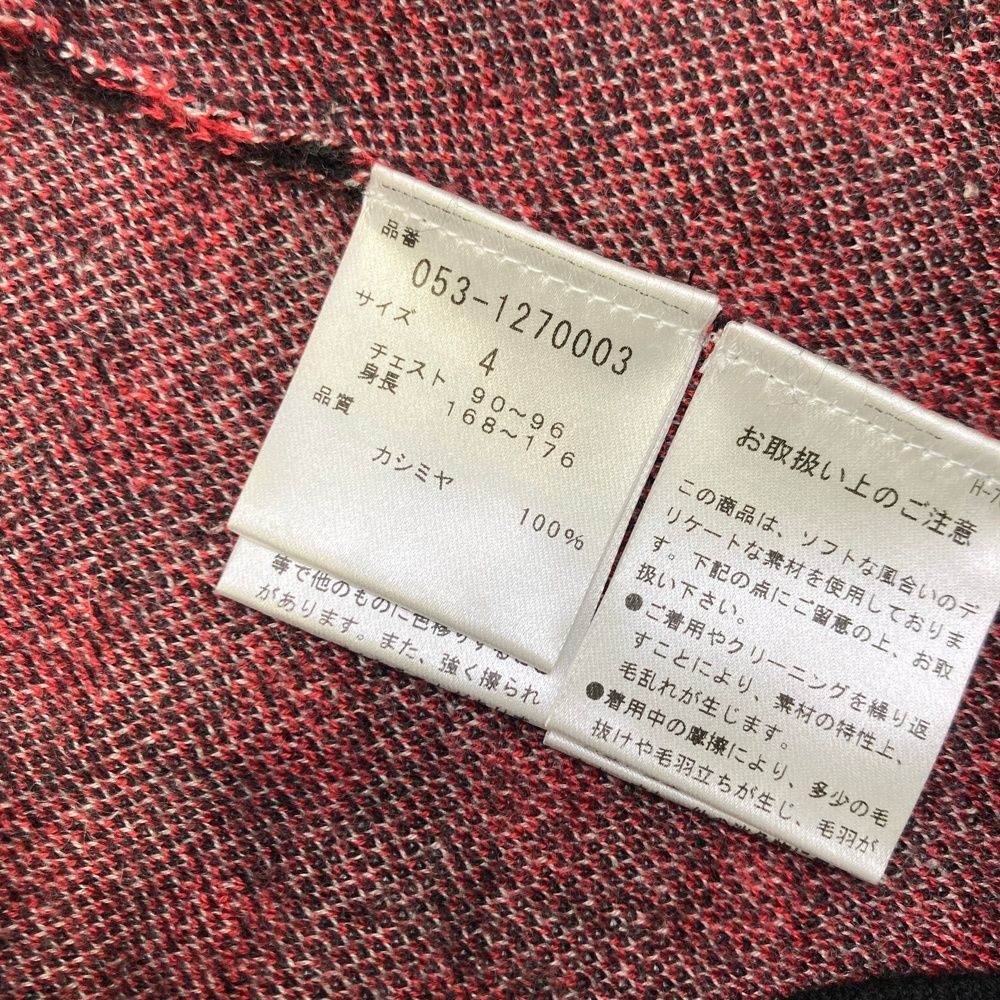 品番
053-1270003
サイズ
4
チェスト 90~96
身長 168~176
品質
カシミヤ
100%
等で他のものに色移りする
があります。また、強く擦られ
お取扱い上のご注意
H-
この商品は、ソフトな風合いのデ
リケートな素材を使用しておりま
す。下記の点にご留意の上、お取
扱い下さい。
●ご着用やクリーニングを繰り返
すことにより、素材の特性上、
毛乱れが生じます。
●着用中の摩擦により、多少の毛
抜けや毛羽立ちが生じ、毛羽が